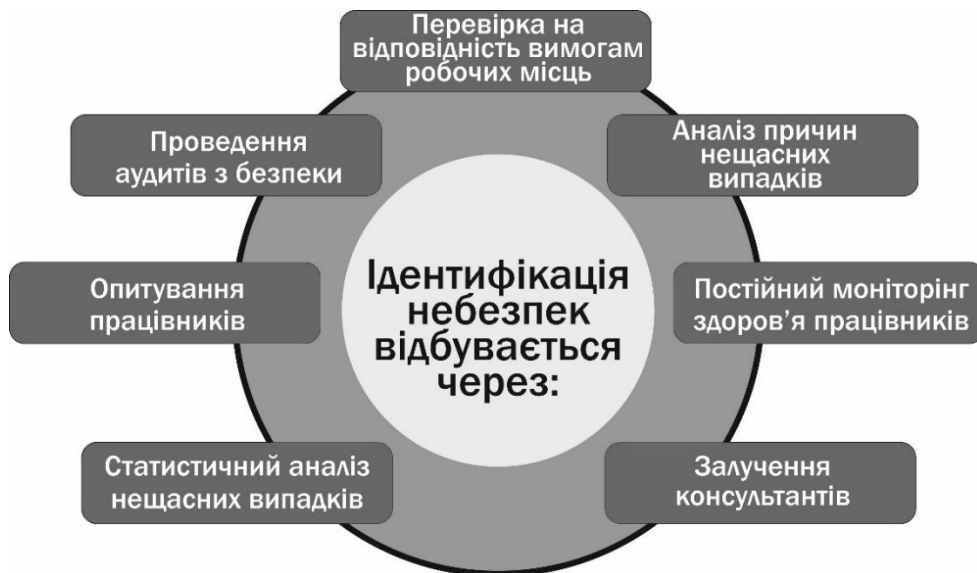 Перевірка на
відповідність вимогам
робочих місць
Проведення
аудитів з безпеки
Аналіз причин
нещасних
випадків
Опитування
працівників
Ідентифікація
небезпек
відбувається
через:
Постійний моніторінг
здоров’я працівників
Статистичний аналіз
нещасних випадків
Залучення
консультантів